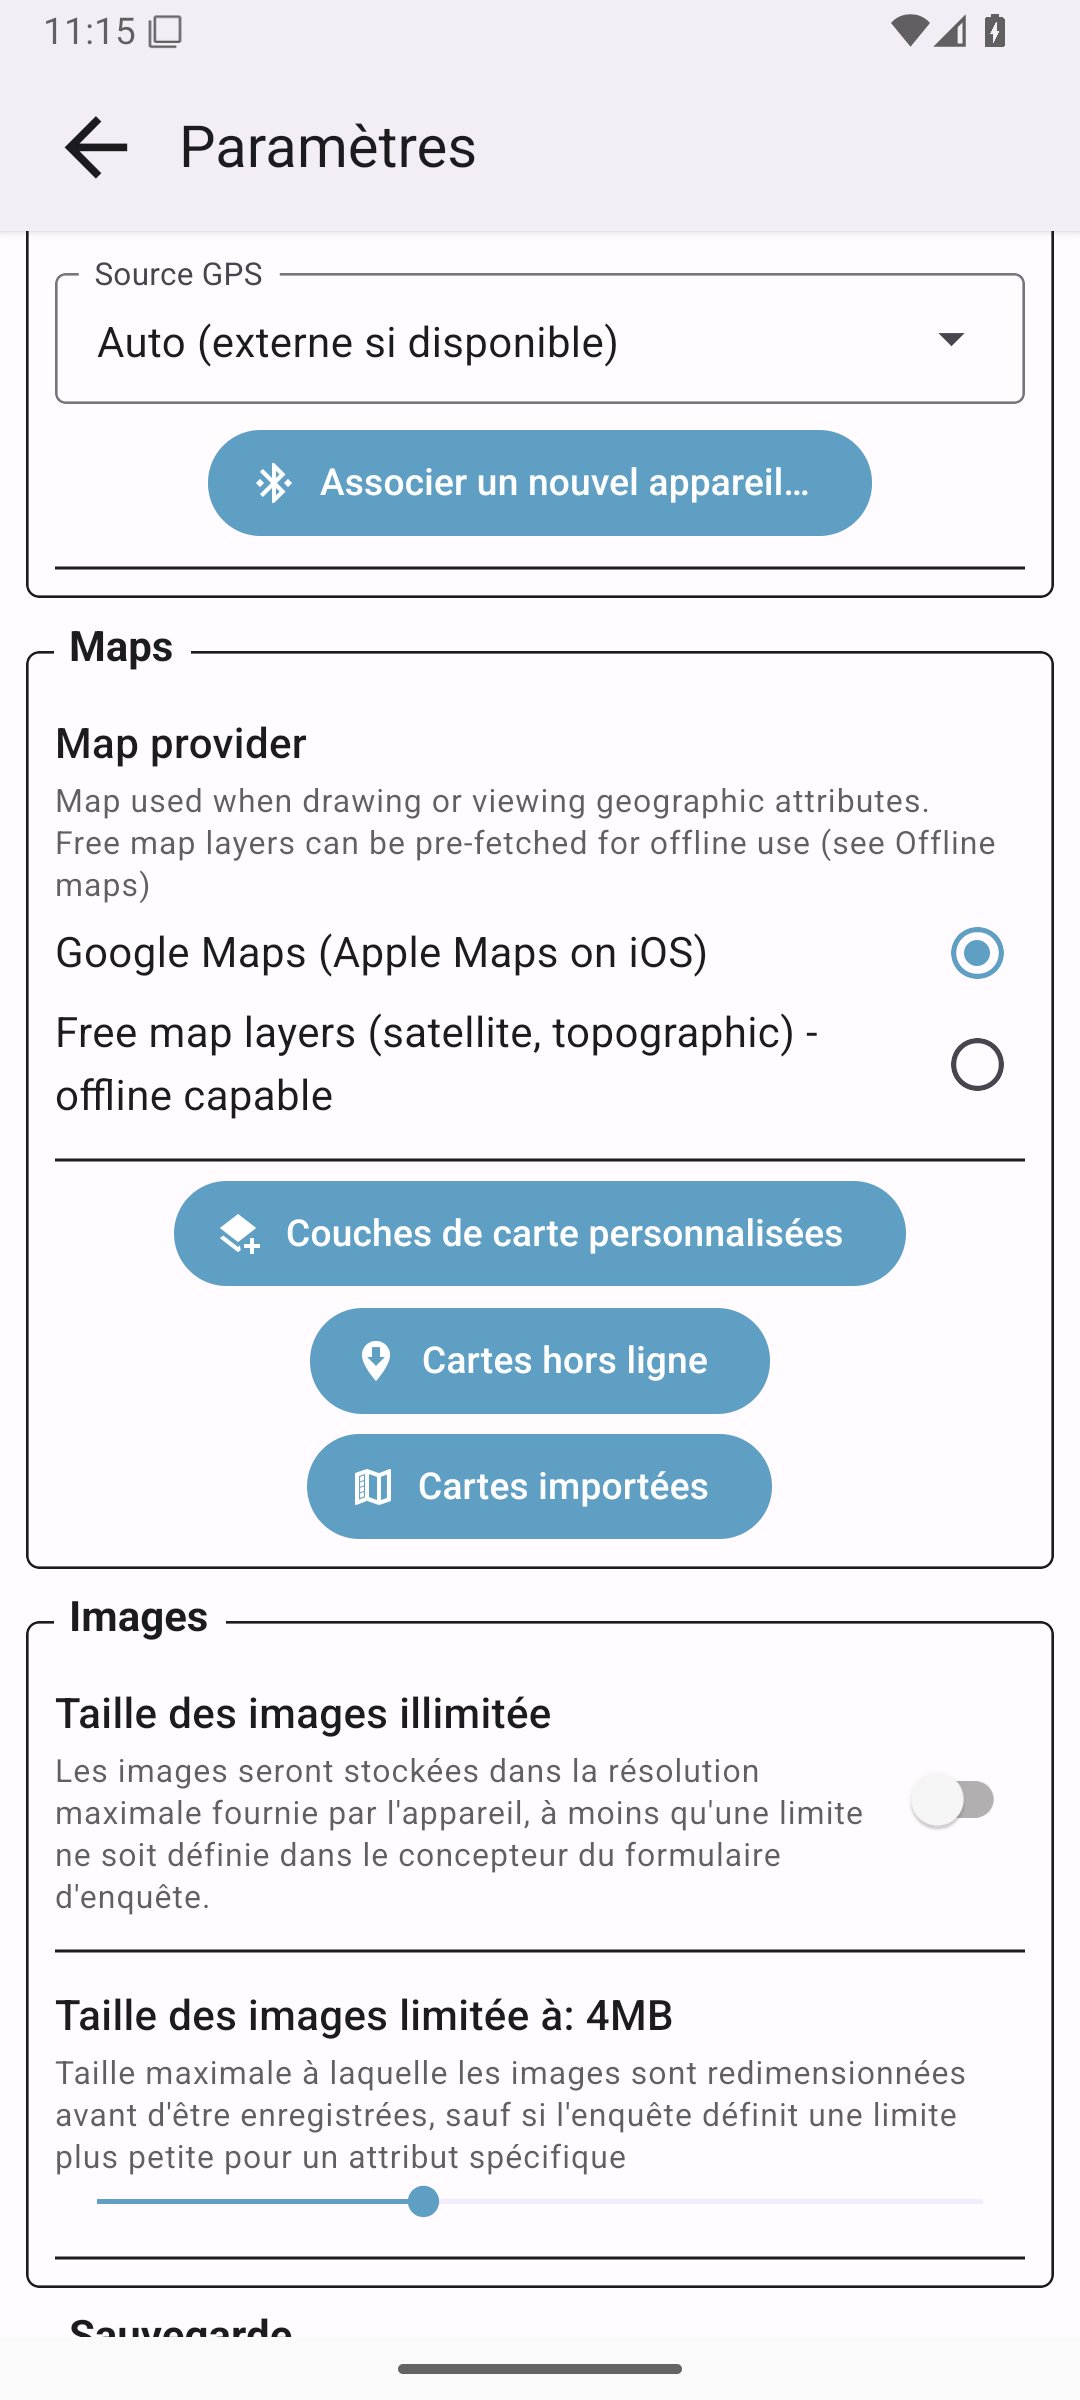 11:15
Paramètres
Source GPS
Auto (externe si disponible)
Associer un nouvel appareil...
Maps
Map provider
Map used when drawing or viewing geographic attributes.
Free map layers can be pre-fetched for offline use (see Offline
maps)
Google Maps (Apple Maps on iOS)
Free map layers (satellite, topographic) -
offline capable
Couches de carte personnalisées
Cartes hors ligne
Cartes importées
Images
Taille des images illimitée
Les images seront stockées dans la résolution
maximale fournie par l'appareil, à moins qu'une limite
ne soit définie dans le concepteur du formulaire
d'enquête.
Taille des images limitée à: 4MB
Taille maximale à laquelle les images sont redimensionnées
avant d'être enregistrées, sauf si l'enquête définit une limite
plus petite pour un attribut spécifique
Sauvegarde